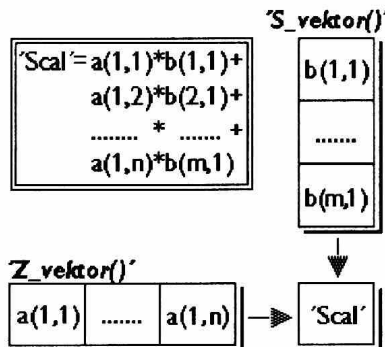 'S_vektor()'
'Scal'= a(1,1)*b(1,1)+
a(1,2)*b(2,1)+
........ * ....... +
a(1,n)*b(m,1)
b(1,1)
.......
b(m,1)
'Z_vektor()'
a(1,1) ....... a(1,n)
'Scal'